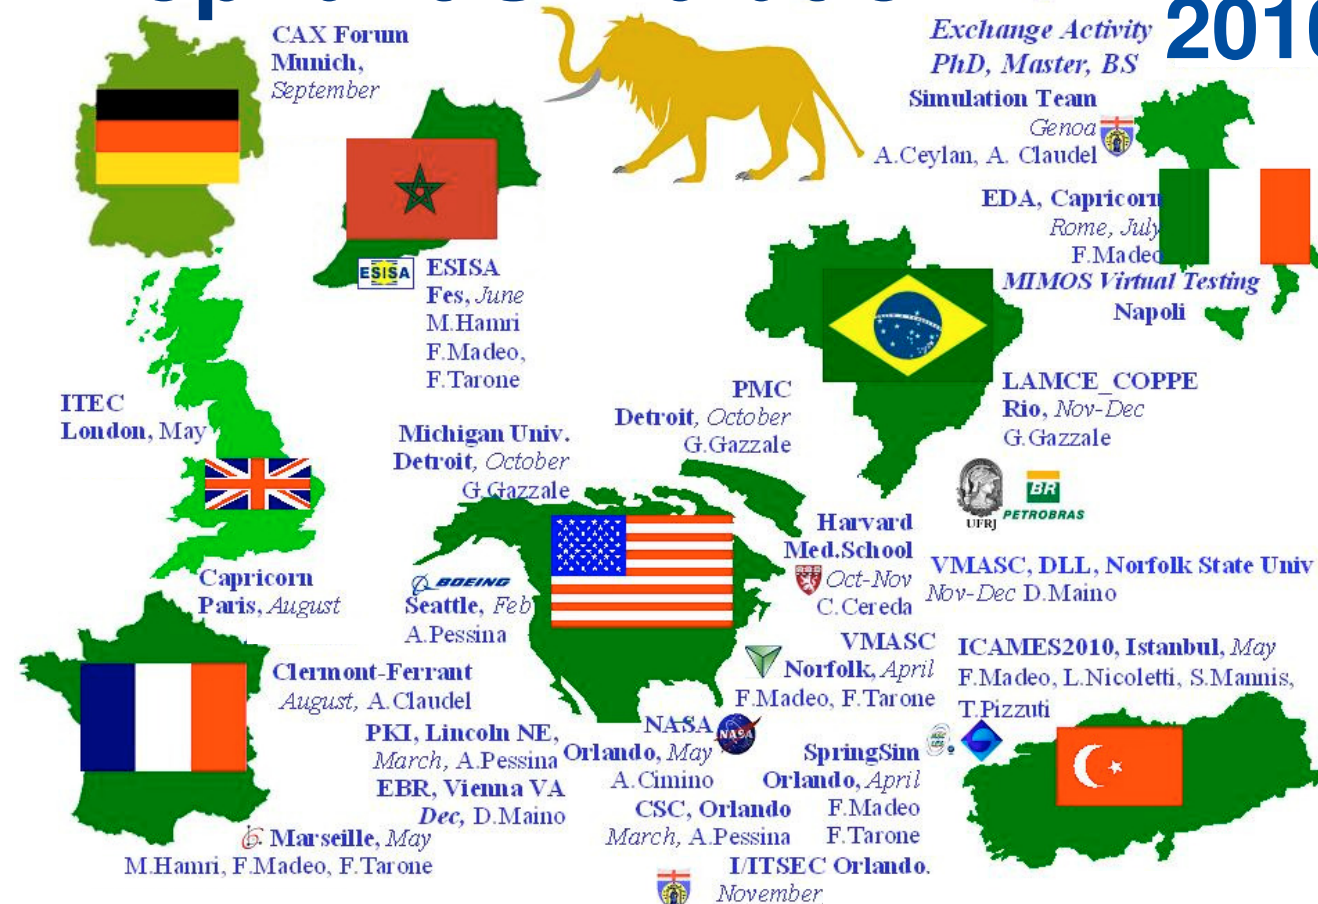 2010
Exchange Activity
PhD, Master, BS
CAX Forum
Munich,
September
Simulation Team
Genoa
A.Ceylan, A. Claudel
EDA, Capricorn
Rome, July
F.Madeo
MIMOS Virtual Testing
Napoli
ESISA
ESISA
Fes, June
M.Hamri
F.Madeo,
F.Tarone
ITEC
London, May
PMC
Detroit, October
G.Gazzale
LAMCE_COPPE
Rio, Nov-Dec
G.Gazzale
Michigan Univ.
Detroit, October
G.Gazzale
UFRJ
BR
PETROBRAS
Harvard
Med.School
Oct-Nov
C.Cereda
VMASC, DLL, Norfolk State Univ
Nov-Dec D.Maino
Capricorn
Paris, August
BOEING
Seattle, Feb
A.Pessina
VMASC
Norfolk, April
F.Madeo, F.Tarone
ICAMES2010, Istanbul, May
F.Madeo, L.Nicoletti, S.Mannis,
T.Pizzuti
Clermont-Ferrant
August, A.Claudel
PKI, Lincoln NE,
March, A.Pessina
EBR, Vienna VA
Dec, D.Maino
NASA
NASA
Orlando, May
A.Cimino
CSC, Orlando
March, A.Pessina
SpringSim
Orlando, April
F.Madeo
F.Tarone
Marseille, May
M.Hamri, F.Madeo, F.Tarone
I/ITSEC Orlando.
November